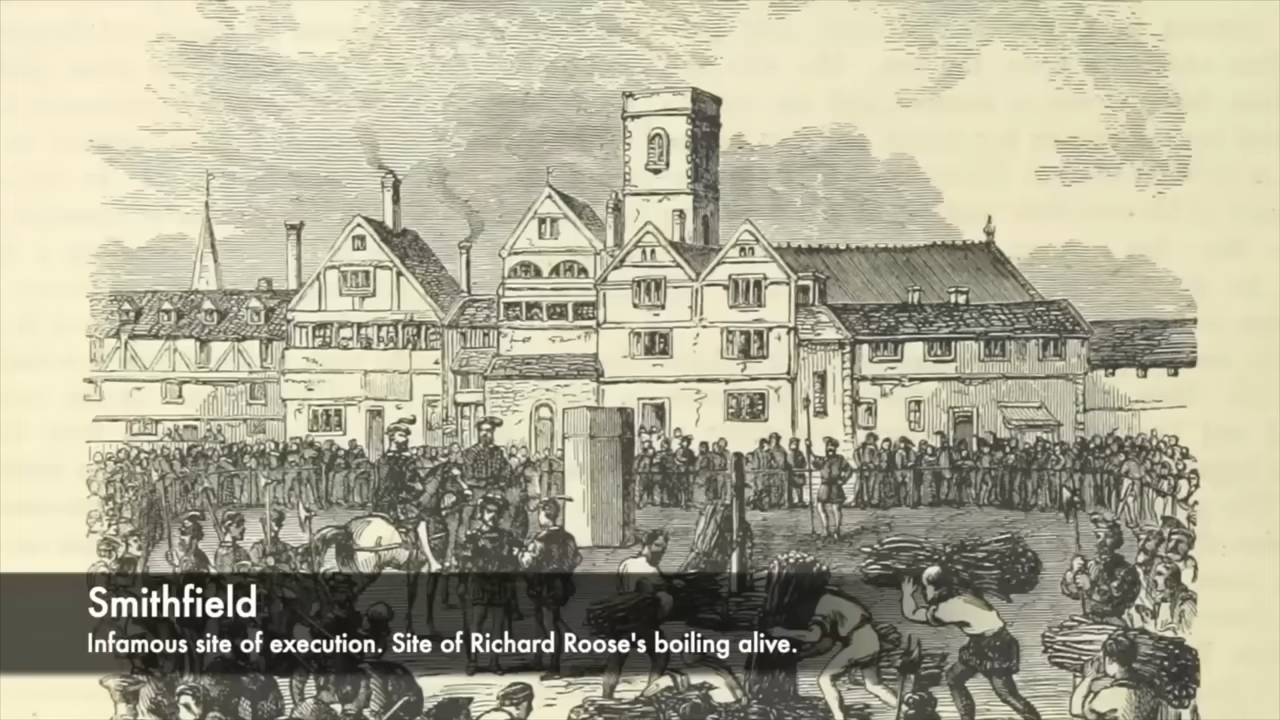 Smithfield
Infamous site of execution. Site of Richard Roose's boiling alive.